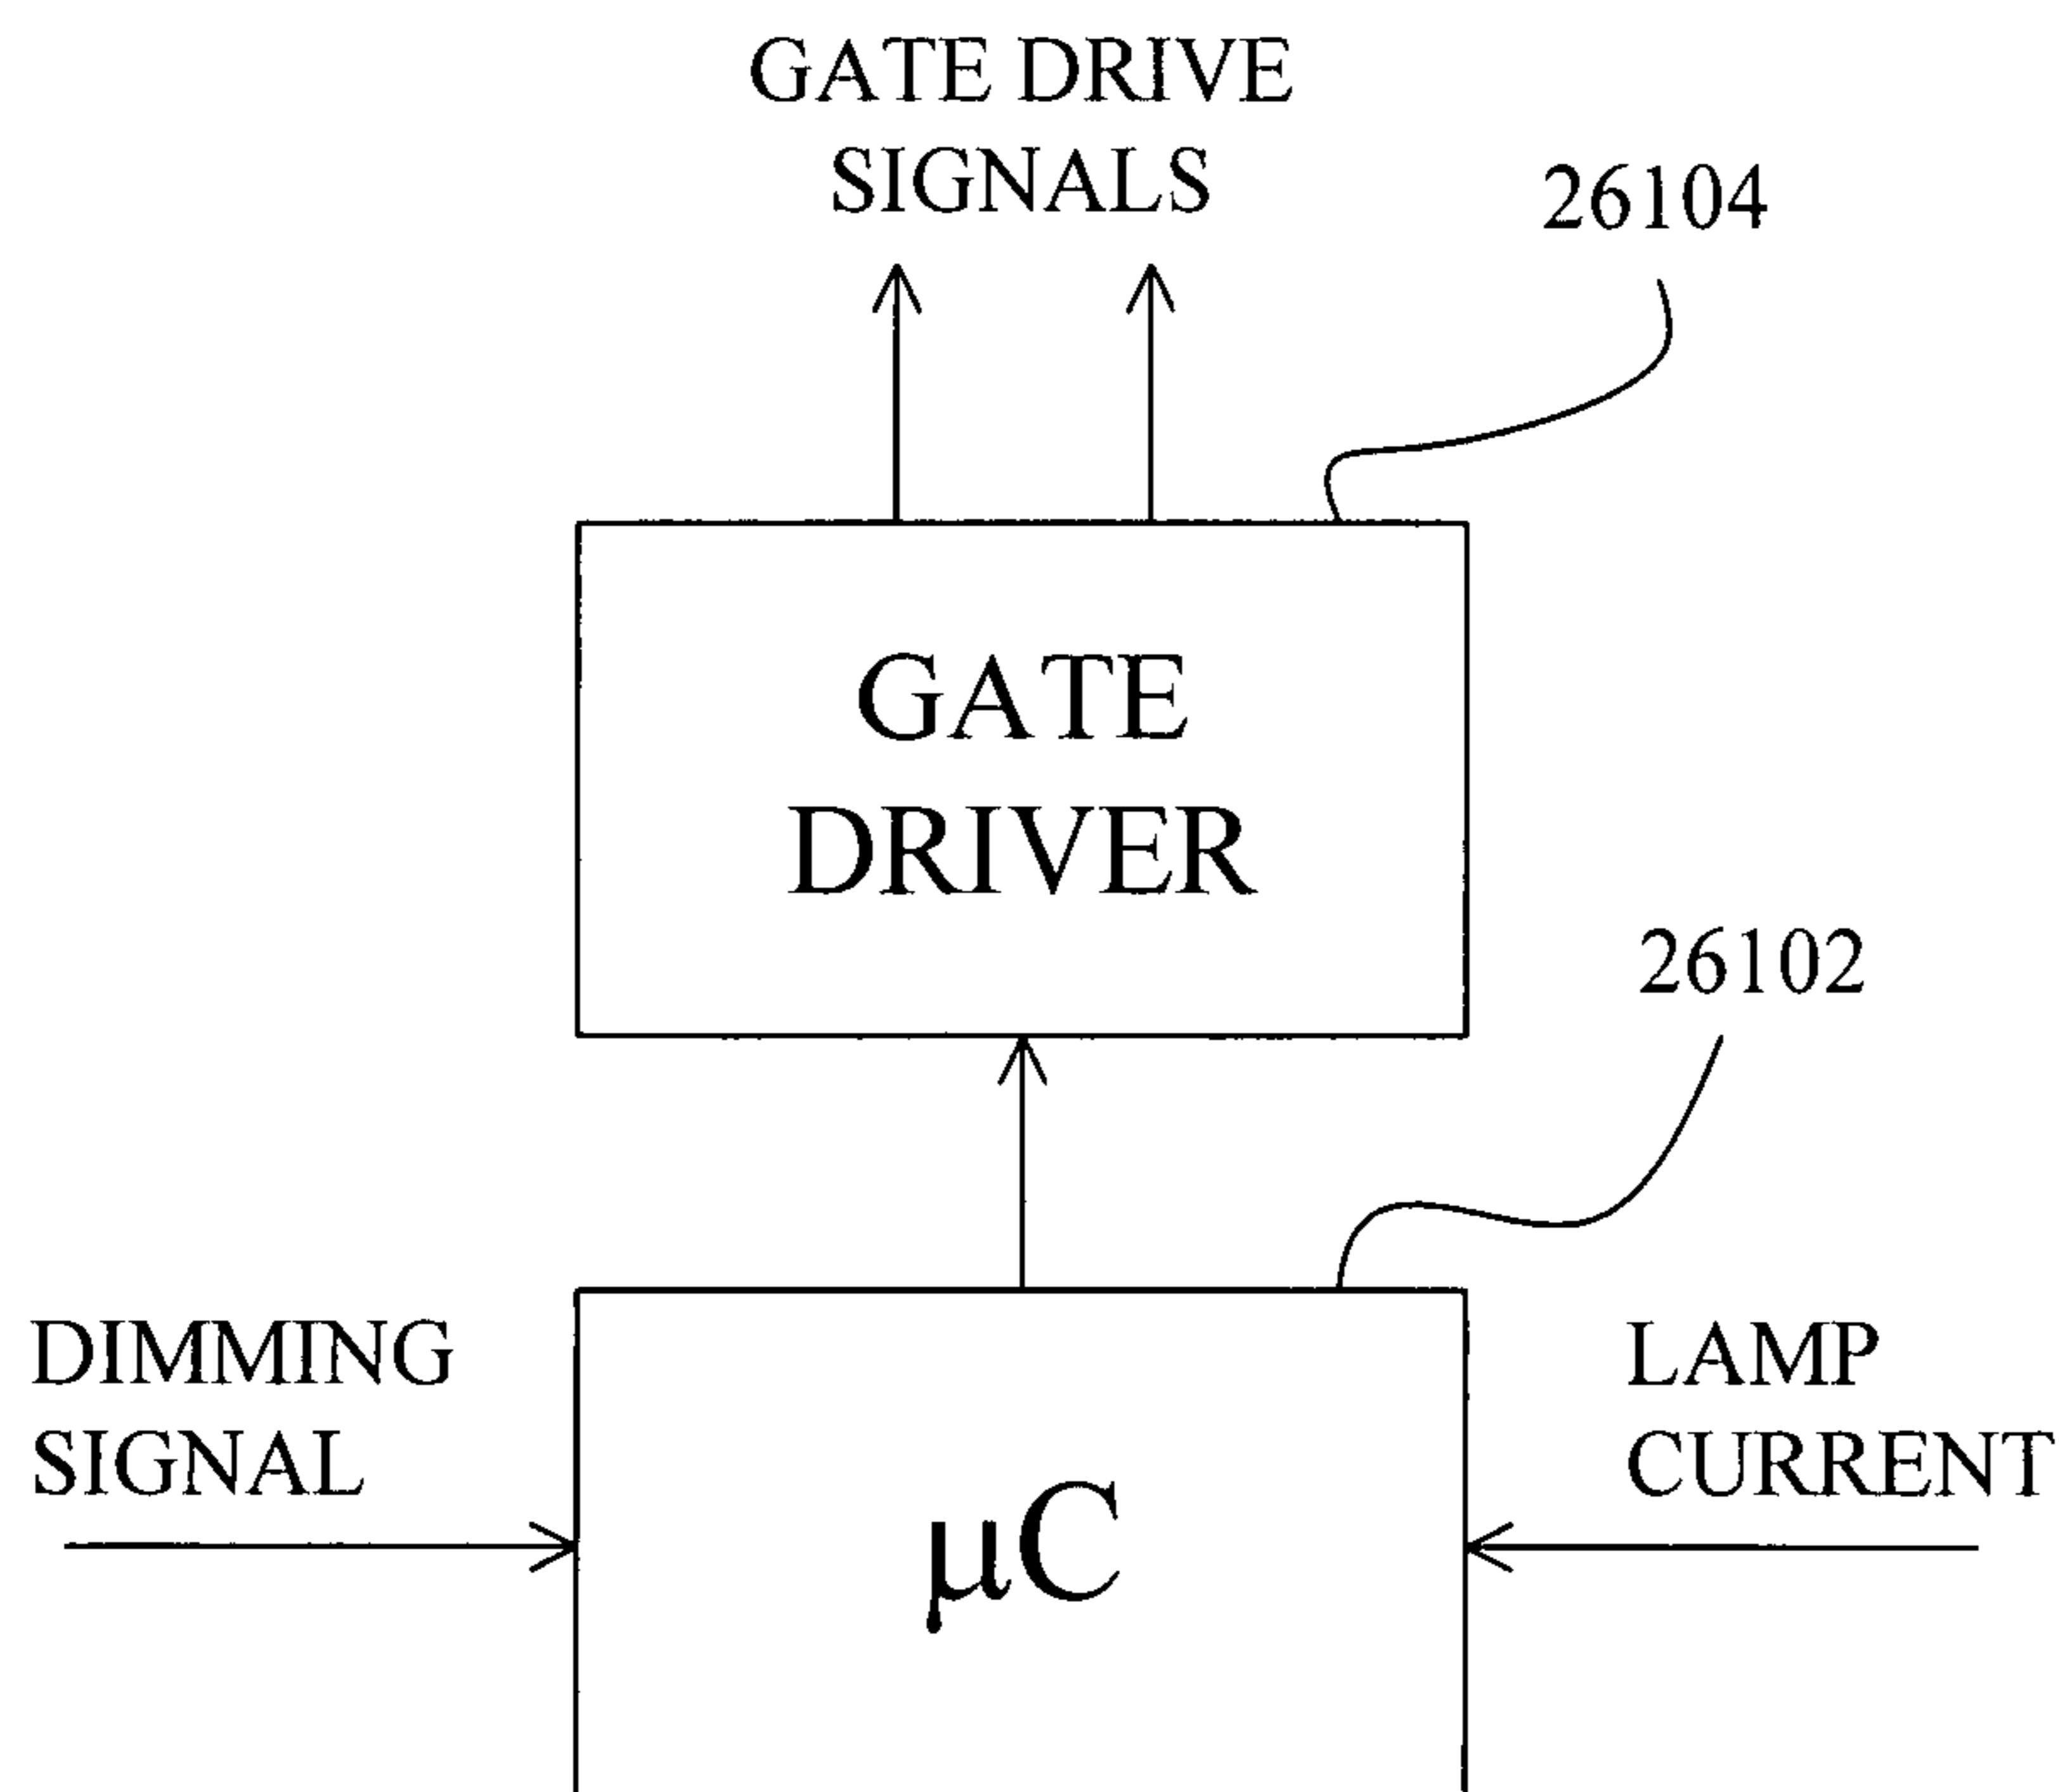 GATE DRIVE
SIGNALS
26104
GATE
DRIVER
26102
DIMMING
SIGNAL
LAMP
CURRENT
µC